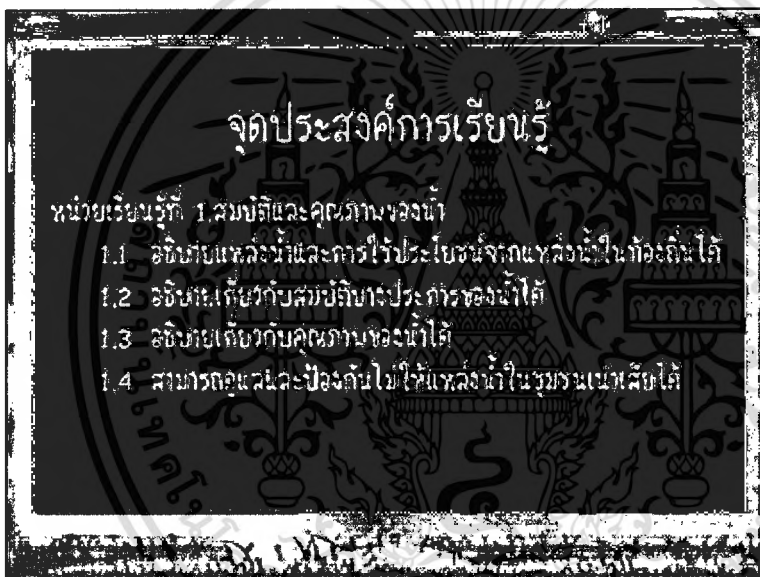 จุดประสงค์การเรียนรู้
หน่วยเรียนรู้ที่ 1.สมบัติและคุณภาพของน้ำ
1.1 อธิบายแหล่งน้ำและการใช้ประโยชน์จากแหล่งน้ำในท้องถิ่นได้
1.2 อธิบายเกี่ยวกับสมบัติบางประการของน้ำได้
1.3 อธิบายเกี่ยวกับคุณภาพของน้ำได้
1.4 สามารถดูแลและป้องกันไม่ให้แหล่งน้ำในชุมชนเน่าเสียได้